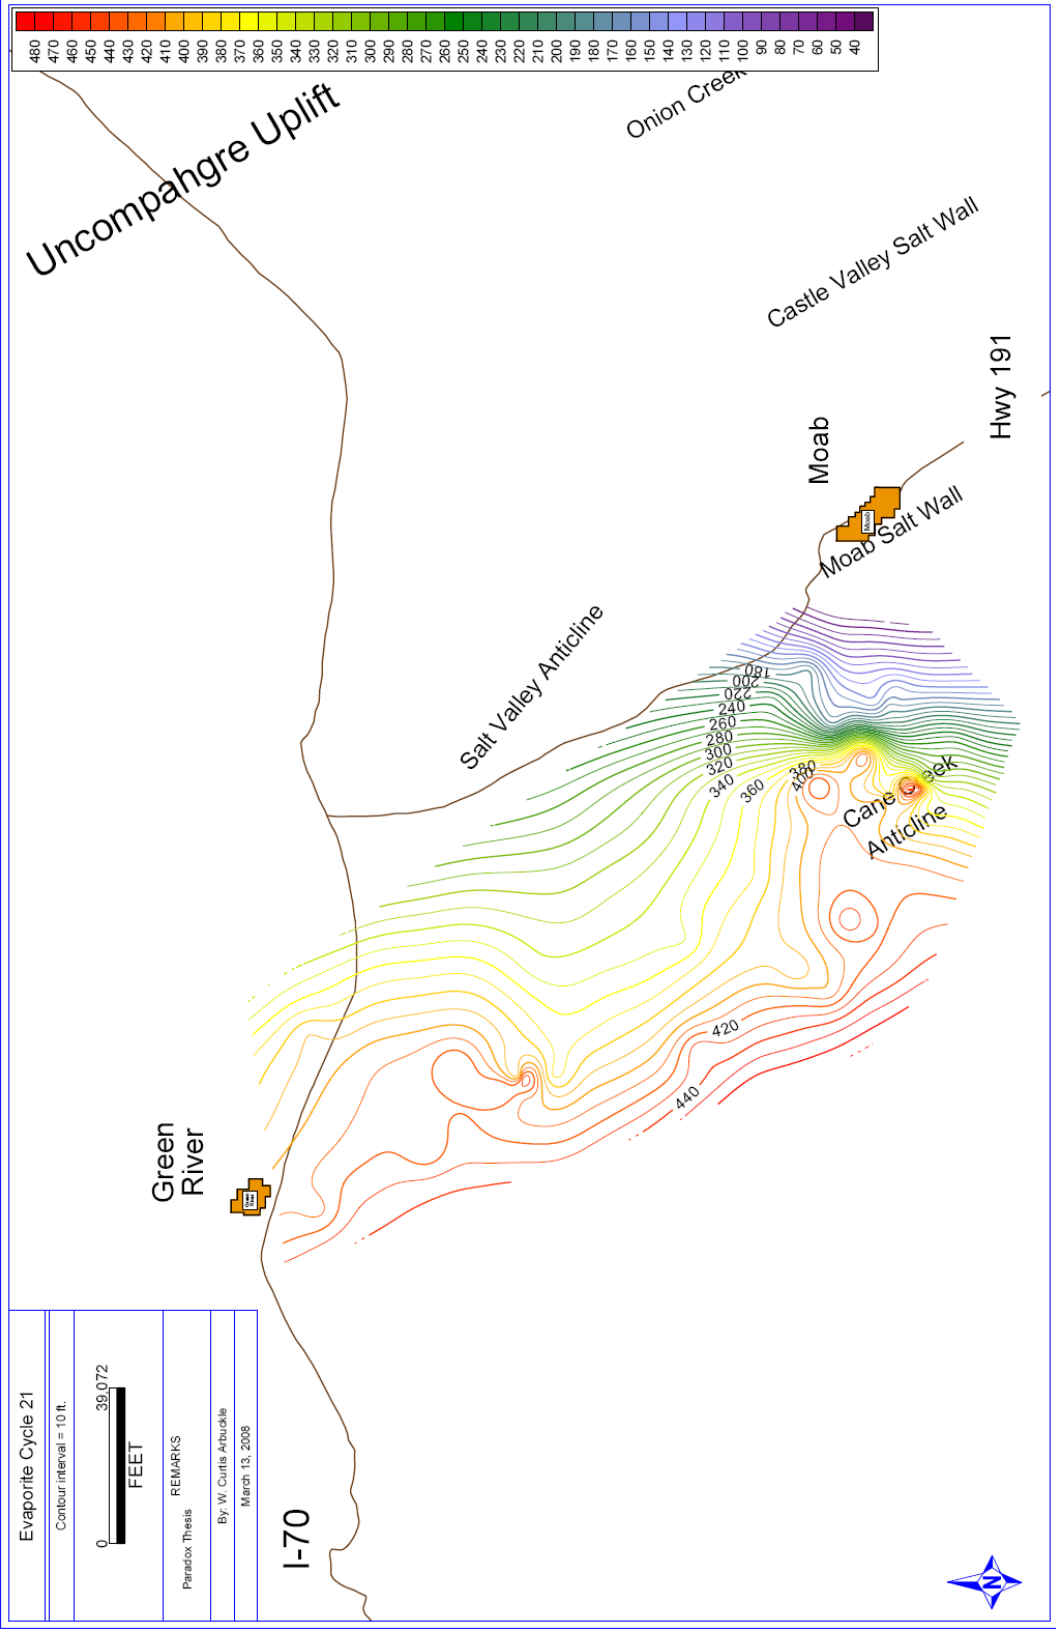 480
470
460
450
440
430
420
410
400
390
380
370
360
350
340
330
320
310
300
290
280
270
260
250
240
230
220
210
200
190
180
170
160
150
140
130
120
110
100
90
80
70
60
50
40
Uncompahgre Uplift
Onion Creek
Castle Valley Salt Wall
Hwy 191
Moab
Moab
Moab Salt Wall
Salt Valley Anticline
180
200
220
240
260
280
300
320
340
360
380
400
Cane Creek
Anticline
420
440
Green
River
Green
River
I-70
Evaporite Cycle 21
Contour interval = 10 ft.
0
39,072
FEET
REMARKS
Paradox Thesis
By: W. Curtis Arbuckle
March 13, 2008
N